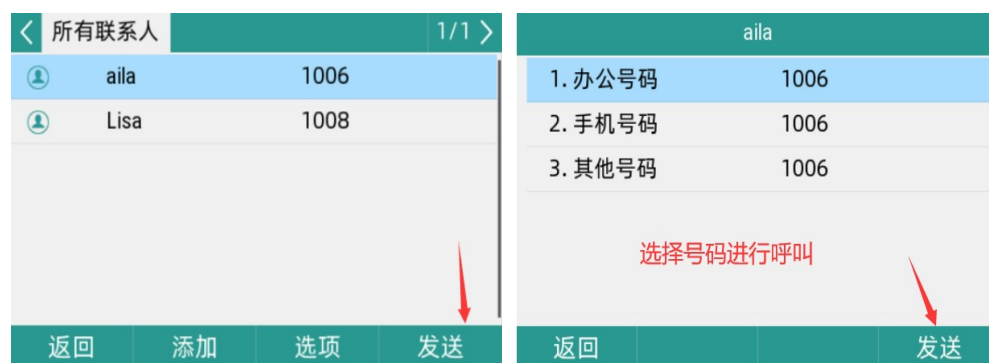 所有联系人 1/1
aila 1006
Lisa 1008
返回 添加 选项 发送
aila
1. 办公号码 1006
2. 手机号码 1006
3. 其他号码 1006
选择号码进行呼叫
返回 发送